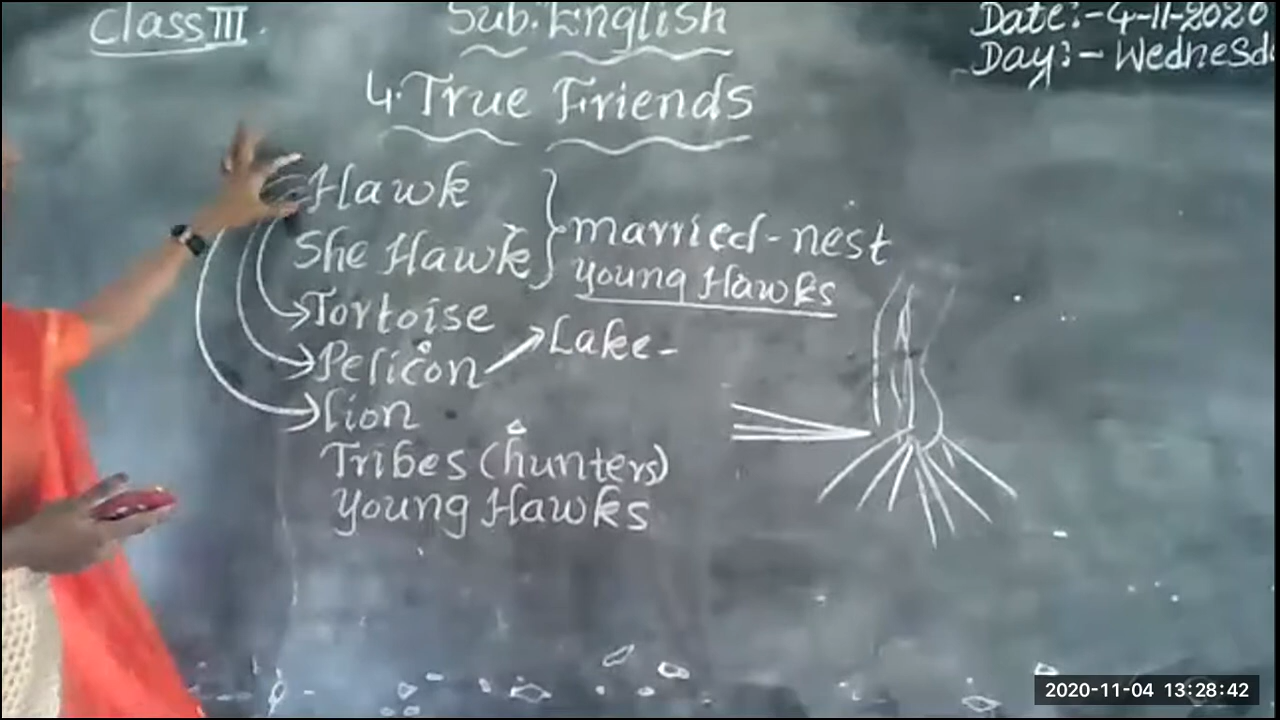 Class III.
Sub:English
Date:-4-11-2020
Day:-Wednesd
4. True Friends
Hawk
She Hawk
married-nest
young Hawks
Tortoise
Pelicon
Lake-
lion
Tribes (hunters)
Young Hawks
2020-11-04 13:28:42